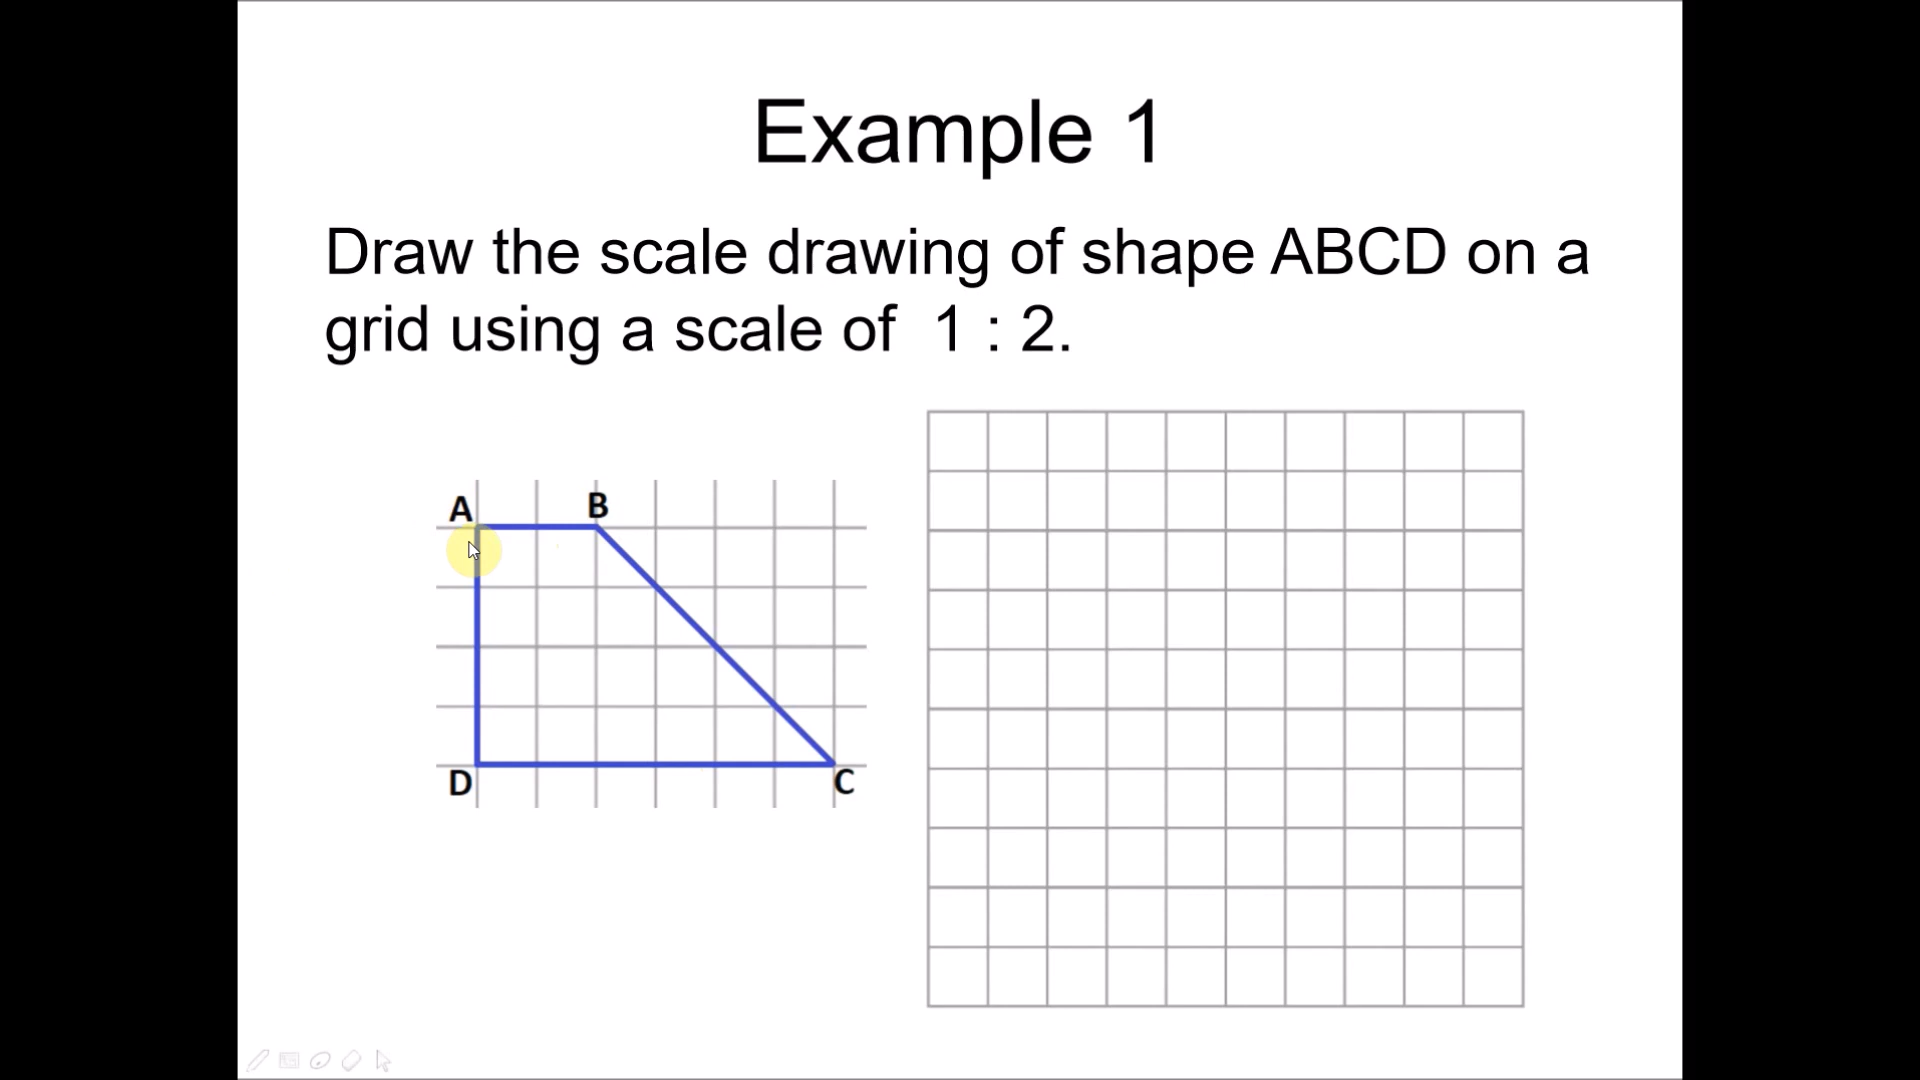 Example 1
Draw the scale drawing of shape ABCD on a
grid using a scale of  1 : 2.
A
B
D
C